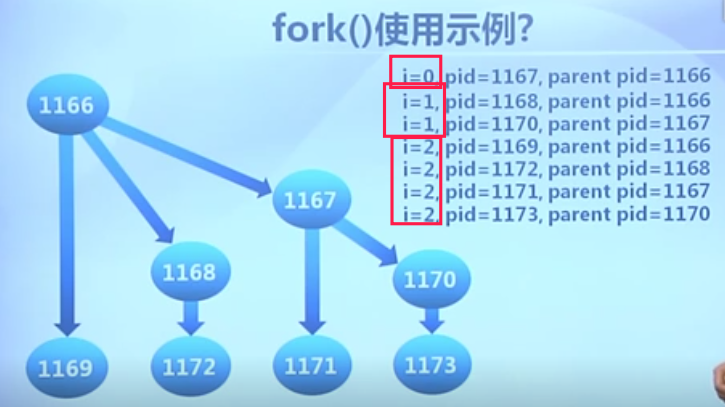 fork()使用示例?
i=0, pid=1167, parent pid=1166
i=1, pid=1168, parent pid=1166
i=1, pid=1170, parent pid=1167
i=2, pid=1169, parent pid=1166
i=2, pid=1172, parent pid=1168
i=2, pid=1171, parent pid=1167
i=2, pid=1173, parent pid=1170
1166
1167
1168
1170
1169
1172
1171
1173